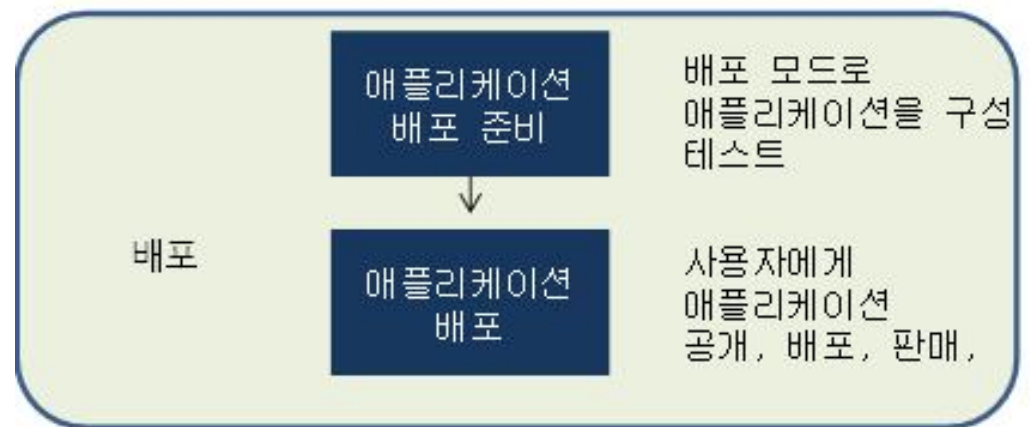 애플리케이션
배포 준비
배포 모드로
애플리케이션을 구성
테스트
배포
애플리케이션
배포
사용자에게
애플리케이션
공개, 배포, 판매,